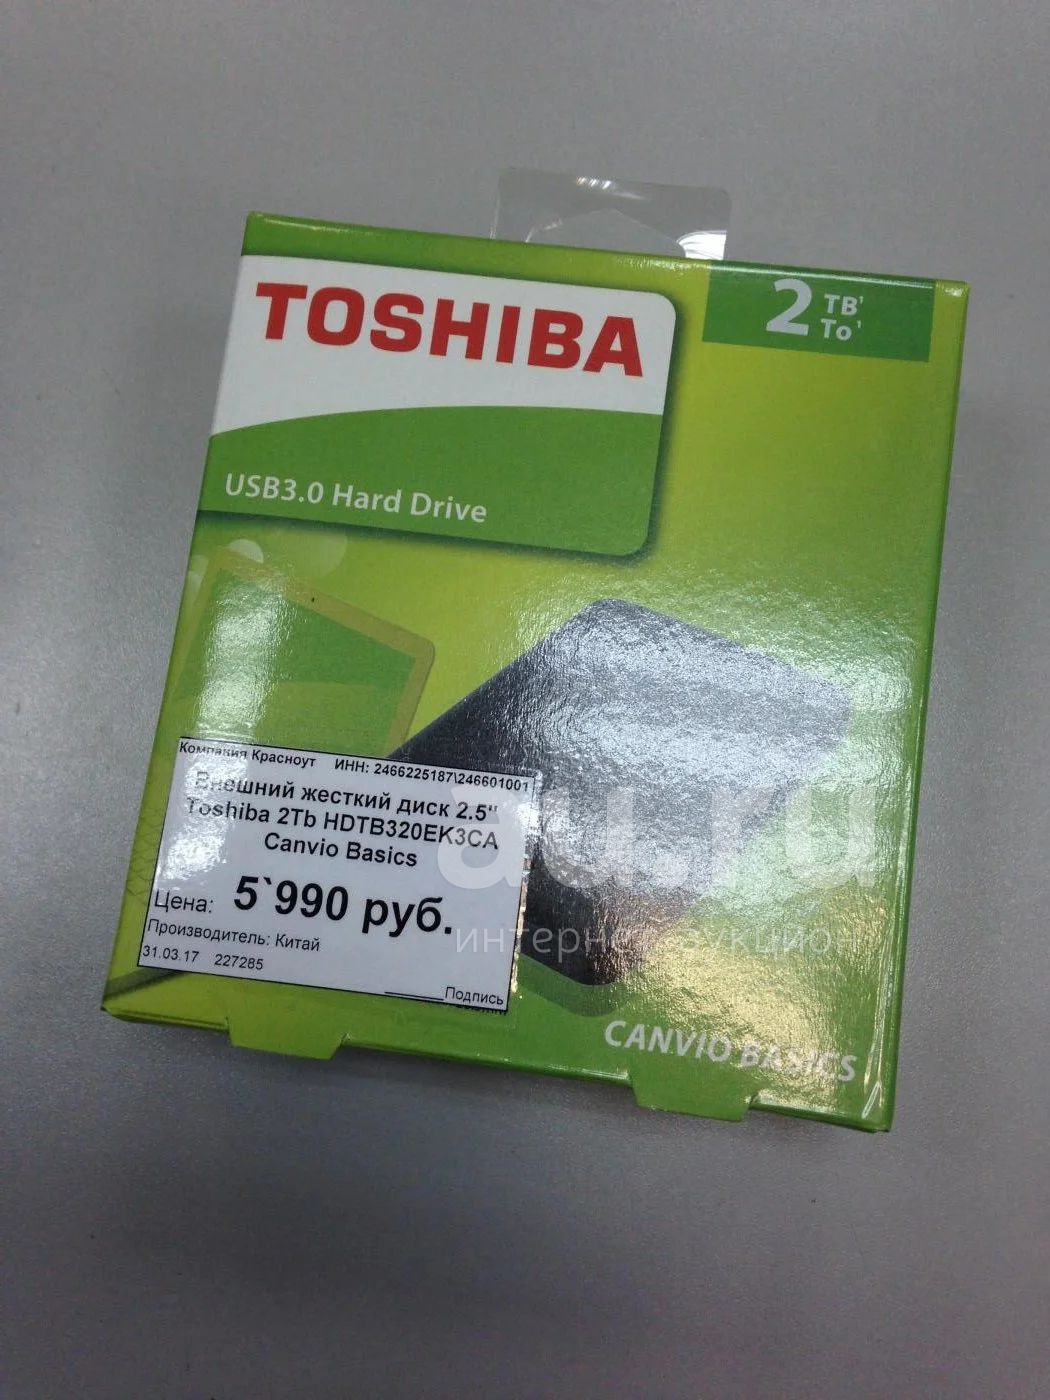 TOSHIBA
2 TB¹
To¹
USB3.0 Hard Drive
Компания Красноут ИНН: 2466225187\246601001
Внешний жесткий диск 2.5"
Toshiba 2Tb HDTB320EK3CA
Canvio Basics
Цена: 5`990 руб.
Производитель: Китай
31.03.17 227285
Подпись
au.ru
интернет-аукцион
CANVIO BASICS